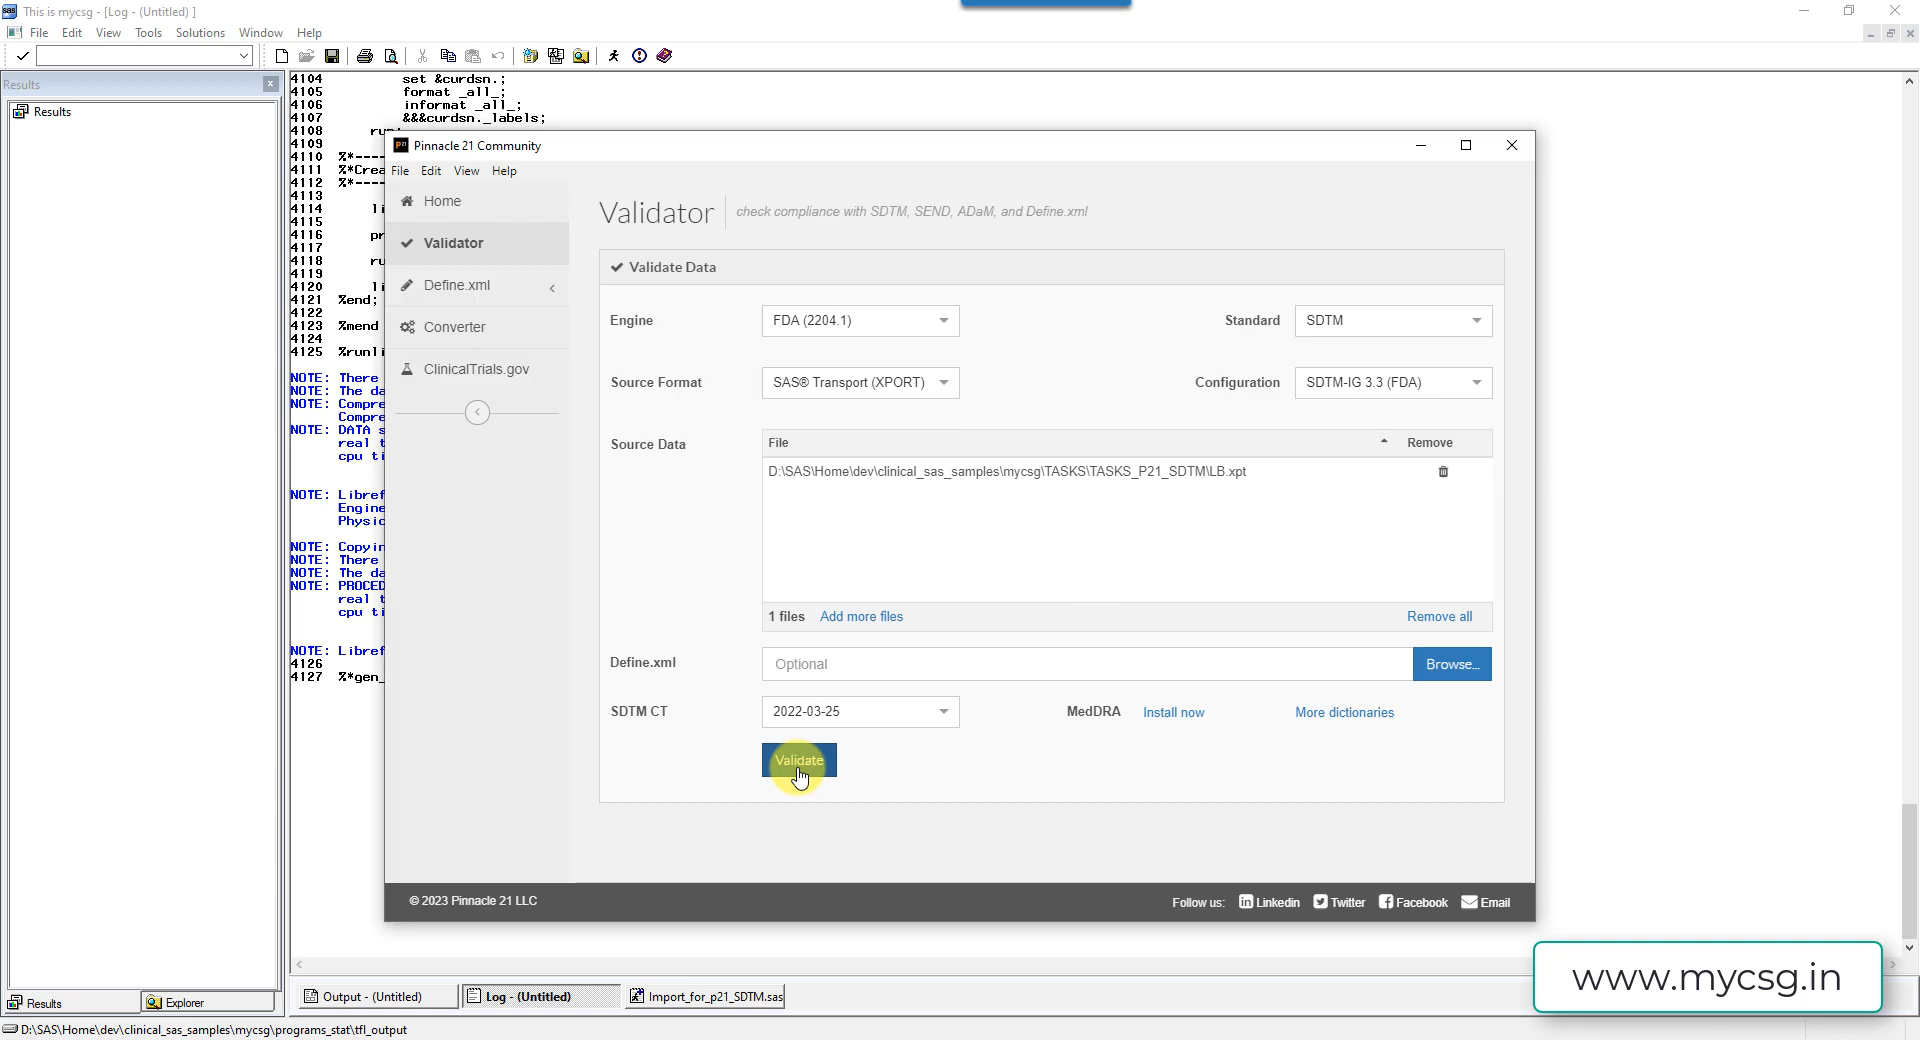 This is mycsg - [Log - (Untitled) ]
File Edit View Tools Solutions Window Help
Results
Results
4104 set &curdsn.;
4105 format _all_;
4106 informat _all_;
4107 &&&curdsn._labels;
4108
4109
4110 %*----
4111 %*Crea
4112 %*----
4113
4114 li
4115
4116 pr
4117
4118 ru
4119
4120 li
4121 %end;
4122
4123 %mend
4124
4125 %runli
NOTE: There
NOTE: The da
NOTE: Compre
Compre
NOTE: DATA s
real t
cpu ti
NOTE: Libref
Engine
Physic
NOTE: Copyin
NOTE: There
NOTE: The da
NOTE: PROCED
real t
cpu ti
NOTE: Libref
4126
4127 %*gen_
Pinnacle 21 Community
File Edit View Help
Home
Validator
Define.xml
Converter
ClinicalTrials.gov
Validator check compliance with SDTM, SEND, ADaM, and Define.xml
Validate Data
Engine FDA (2204.1) Standard SDTM
Source Format SAS® Transport (XPORT) Configuration SDTM-IG 3.3 (FDA)
Source Data File Remove
D:\SAS\Home\dev\clinical_sas_samples\mycsg\TASKS\TASKS_P21_SDTM\LB.xpt
1 files Add more files Remove all
Define.xml Optional Browse...
SDTM CT 2022-03-25 MedDRA Install now More dictionaries
Validate
© 2023 Pinnacle 21 LLC Follow us: Linkedin Twitter Facebook Email
www.mycsg.in
Results Explorer Output - (Untitled) Log - (Untitled) Import_for_p21_SDTM.sas
D:\SAS\Home\dev\clinical_sas_samples\mycsg\programs_stat\tfl_output